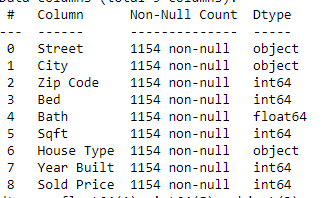 Data columns (total 9 columns):
 #   Column       Non-Null Count  Dtype
---  ------       --------------  -----
 0   Street       1154 non-null   object
 1   City         1154 non-null   object
 2   Zip Code     1154 non-null   int64
 3   Bed          1154 non-null   int64
 4   Bath         1154 non-null   float64
 5   Sqft         1154 non-null   int64
 6   House Type   1154 non-null   object
 7   Year Built   1154 non-null   int64
 8   Sold Price   1154 non-null   int64